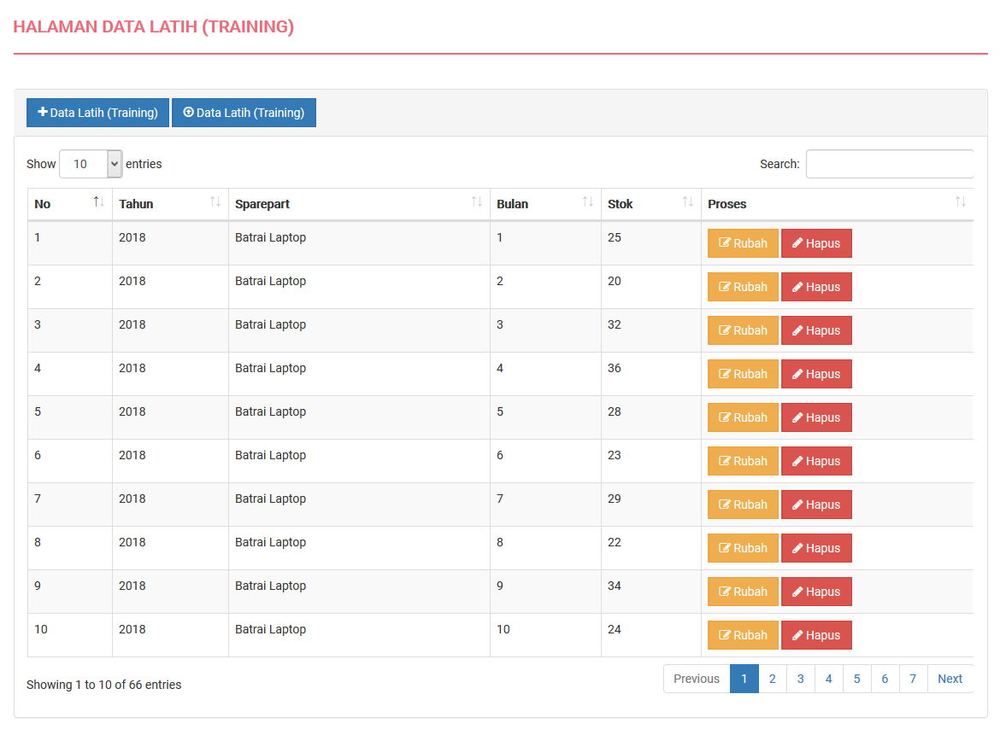 HALAMAN DATA LATIH (TRAINING)
Data Latih (Training) Data Latih (Training)
Show 10 entries Search:
No Tahun Sparepart Bulan Stok Proses
1 2018 Batrai Laptop 1 25 Rubah Hapus
2 2018 Batrai Laptop 2 20 Rubah Hapus
3 2018 Batrai Laptop 3 32 Rubah Hapus
4 2018 Batrai Laptop 4 36 Rubah Hapus
5 2018 Batrai Laptop 5 28 Rubah Hapus
6 2018 Batrai Laptop 6 23 Rubah Hapus
7 2018 Batrai Laptop 7 29 Rubah Hapus
8 2018 Batrai Laptop 8 22 Rubah Hapus
9 2018 Batrai Laptop 9 34 Rubah Hapus
10 2018 Batrai Laptop 10 24 Rubah Hapus
Showing 1 to 10 of 66 entries Previous 1 2 3 4 5 6 7 Next